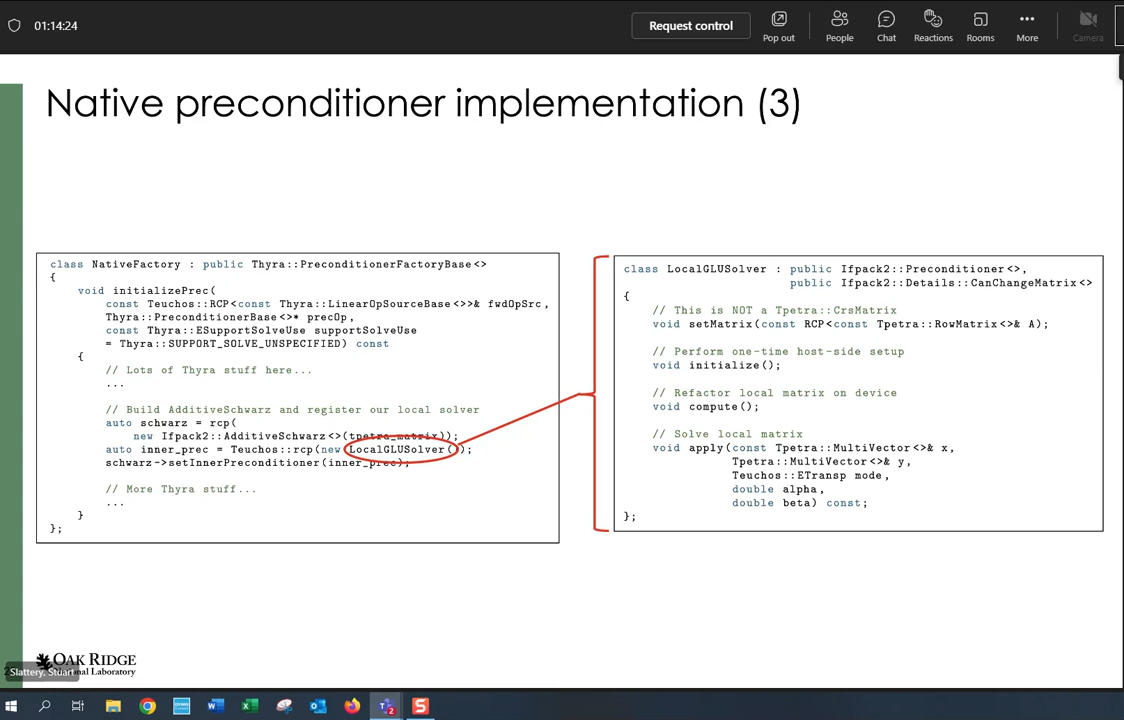 01:14:24
Request control
Pop out
People
Chat
Reactions
Rooms
More
Camera
Native preconditioner implementation (3)
class NativeFactory : public Thyra::PreconditionerFactoryBase<>
{
void initializePrec(
const Teuchos::RCP<const Thyra::LinearOpSourceBase<>>& fwdOpSrc,
Thyra::PreconditionerBase<>* precOp,
const Thyra::ESupportSolveUse supportSolveUse
= Thyra::SUPPORT_SOLVE_UNSPECIFIED) const
{
// Lots of Thyra stuff here...
...
// Build AdditiveSchwarz and register our local solver
auto schwarz = rcp(
new Ifpack2::AdditiveSchwarz<>(tpetra_matrix));
auto inner_prec = Teuchos::rcp(new LocalGLUSolver());
schwarz->setInnerPreconditioner(inner_prec);
// More Thyra stuff...
...
}
};
class LocalGLUSolver : public Ifpack2::Preconditioner<>,
public Ifpack2::Details::CanChangeMatrix<>
{
// This is NOT a Tpetra::CrsMatrix
void setMatrix(const RCP<const Tpetra::RowMatrix<>& A);
// Perform one-time host-side setup
void initialize();
// Refactor local matrix on device
void compute();
// Solve local matrix
void apply(const Tpetra::MultiVector<>& x,
Tpetra::MultiVector<>& y,
Teuchos::ETransp mode,
double alpha,
double beta) const;
};
OAK RIDGE
National Laboratory
Slattery, Stuart